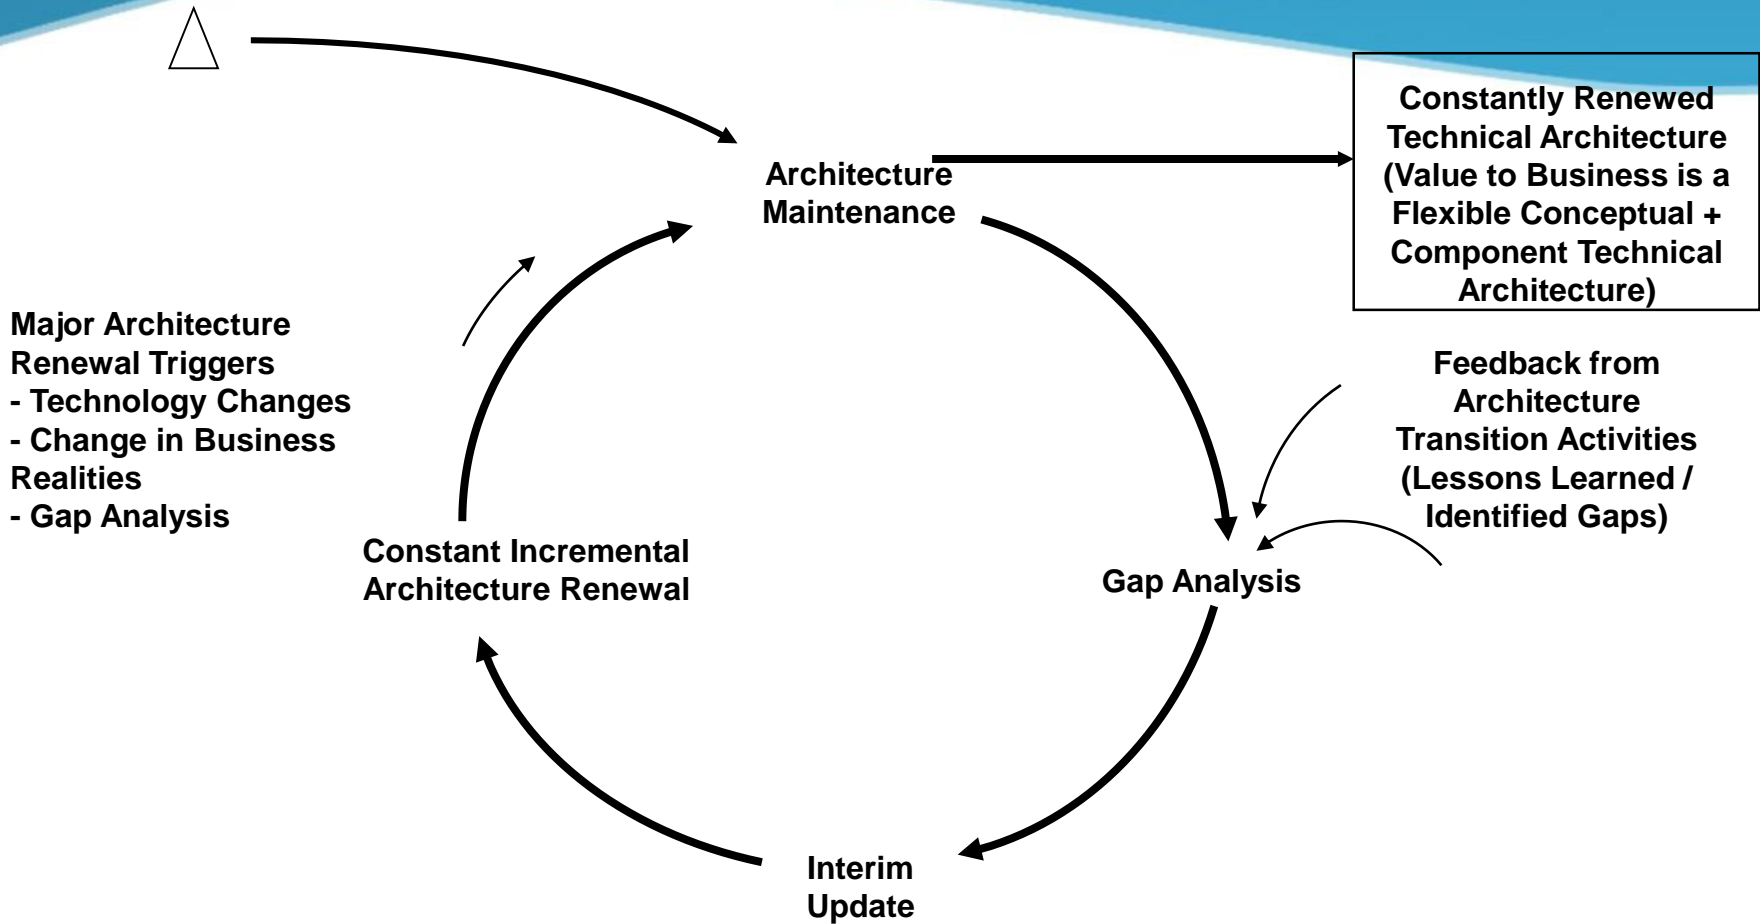 Architecture
Maintenance
Constantly Renewed
Technical Architecture
(Value to Business is a
Flexible Conceptual +
Component Technical
Architecture)
Major Architecture
Renewal Triggers
- Technology Changes
- Change in Business
Realities
- Gap Analysis
Feedback from
Architecture
Transition Activities
(Lessons Learned /
Identified Gaps)
Constant Incremental
Architecture Renewal
Gap Analysis
Interim
Update